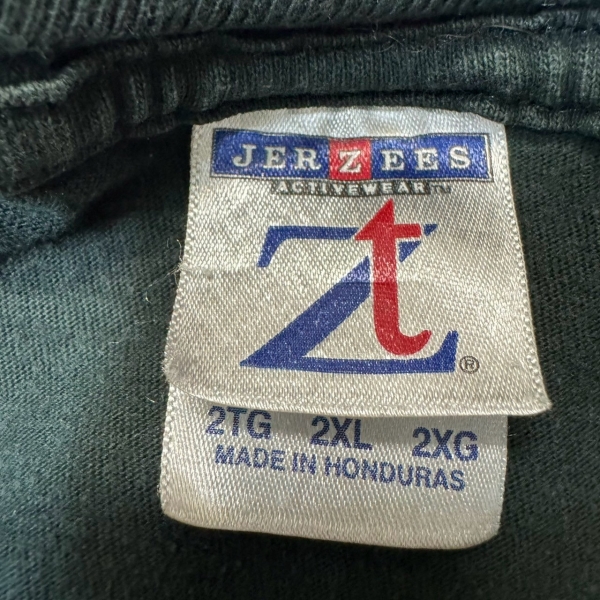 JERZEES
ACTIVEWEAR™
Zt®
2TG 2XL 2XG
MADE IN HONDURAS